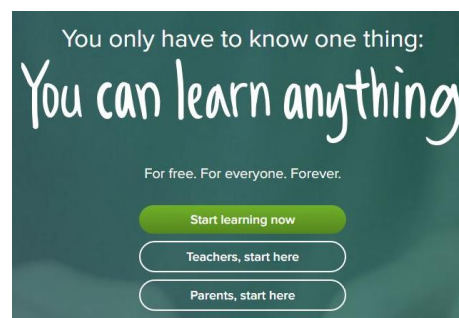 You only have to know one thing:
You can learn anything
For free. For everyone. Forever.
Start learning now
Teachers, start here
Parents, start here